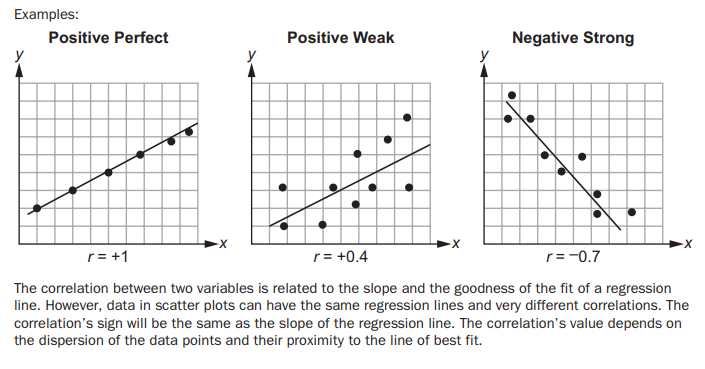 Examples:
Positive Perfect
Positive Weak
Negative Strong
y
y
y
x
x
x
r = +1
r = +0.4
r = −0.7
The correlation between two variables is related to the slope and the goodness of the fit of a regression
line. However, data in scatter plots can have the same regression lines and very different correlations. The
correlation's sign will be the same as the slope of the regression line. The correlation's value depends on
the dispersion of the data points and their proximity to the line of best fit.